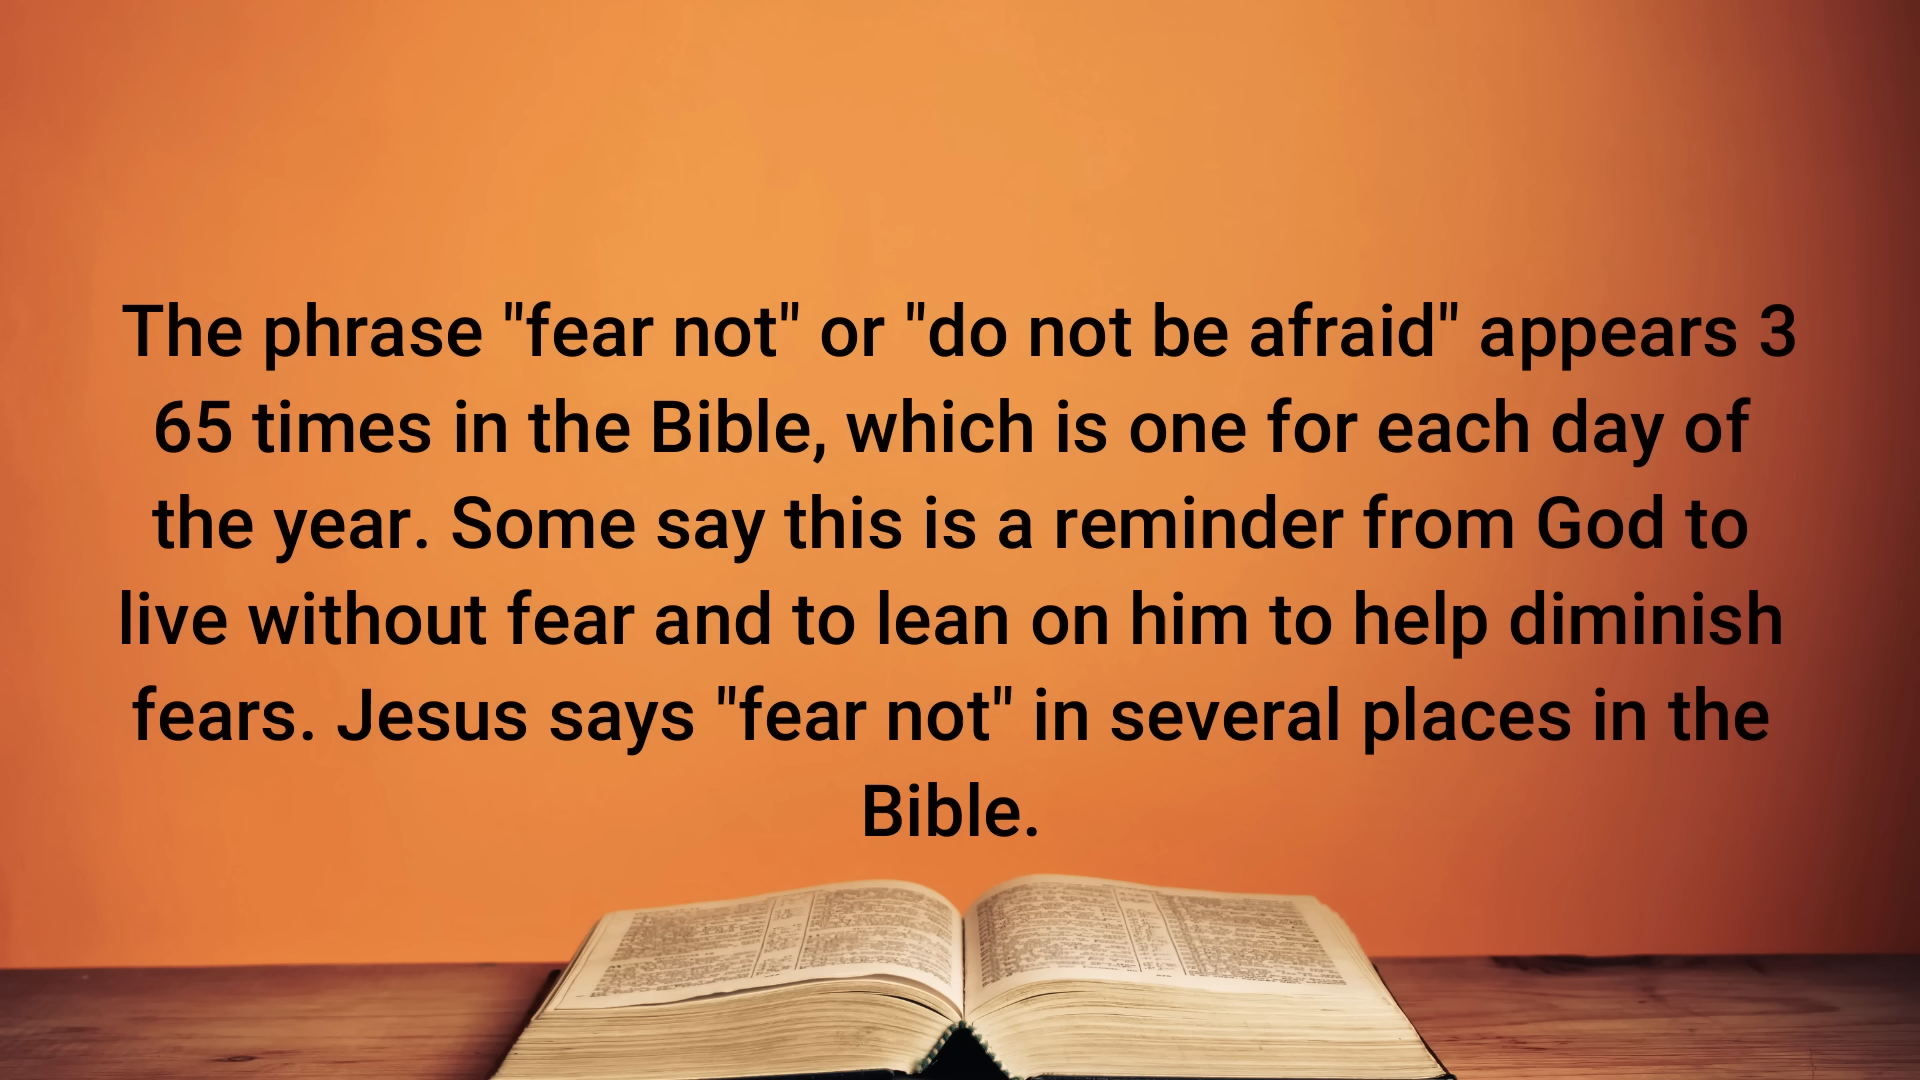 The phrase "fear not" or "do not be afraid" appears 3
65 times in the Bible, which is one for each day of
the year. Some say this is a reminder from God to
live without fear and to lean on him to help diminish
fears. Jesus says "fear not" in several places in the
Bible.